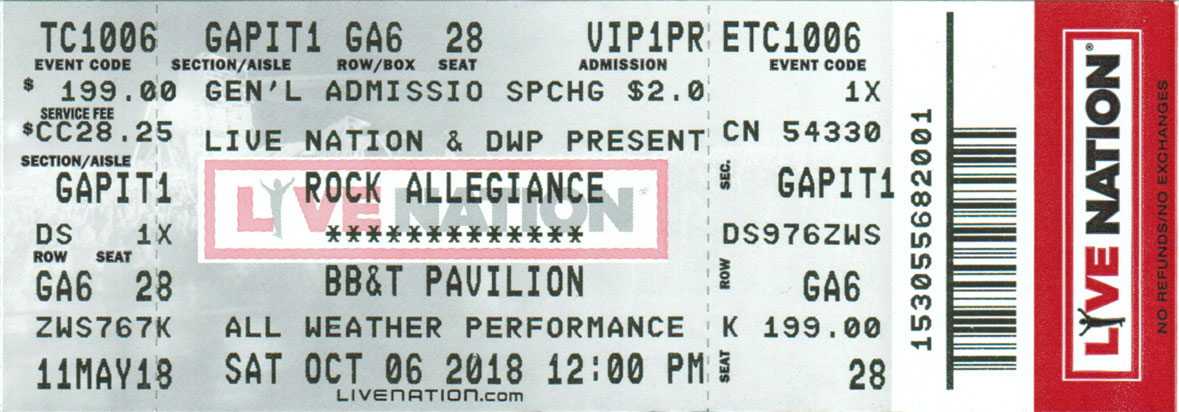 TC1006 GAPIT1 GA6 28 VIP1PR ETC1006
EVENT CODE SECTION/AISLE ROW/BOX SEAT ADMISSION EVENT CODE
$ 199.00 GEN'L ADMISSIO SPCHG $2.0 1X
SERVICE FEE
$CC28.25 LIVE NATION & DWP PRESENT CN 54330
SECTION/AISLE SEC.
GAPIT1 ROCK ALLEGIANCE GAPIT1
LIVE NATION
DS 1X ************* DS976ZWS
ROW SEAT ROW
GA6 28 BB&T PAVILION GA6
ZWS767K ALL WEATHER PERFORMANCE K 199.00
11MAY18 SAT OCT 06 2018 12:00 PM SEAT 28
LIVENATION.com
1530556682001
LIVE NATION®
NO REFUNDS/NO EXCHANGES